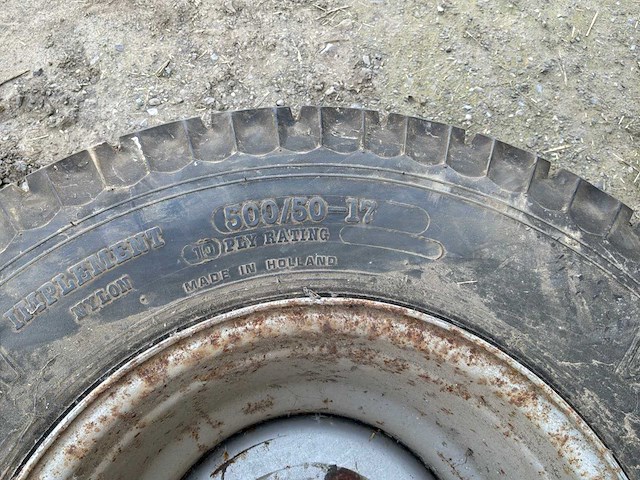 500/50-17
10 PLY RATING
MADE IN HOLLAND
IMPLEMENT
NYLON